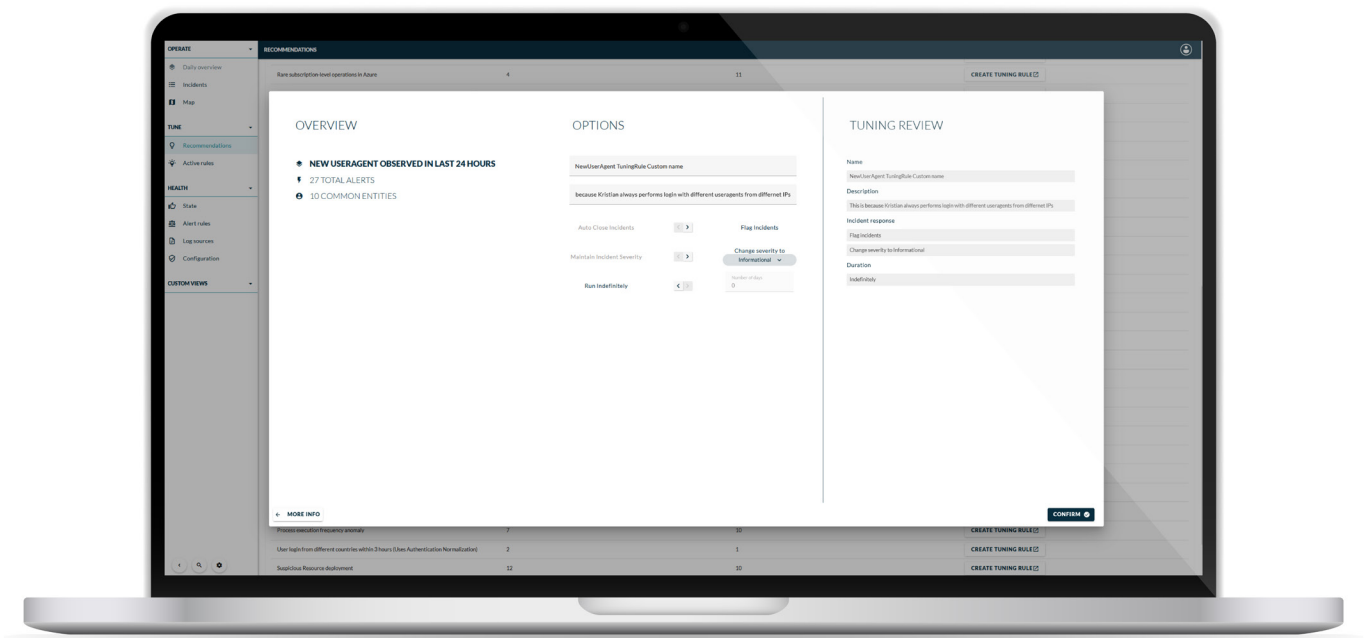 OPERATE
Daily overview
Incidents
Map
TUNE
Recommendations
Active rules
HEALTH
State
Alert rules
Log sources
Configuration
CUSTOM VIEWS
RECOMMENDATIONS
Rare subscription-level operations in Azure 4 11 CREATE TUNING RULE
OVERVIEW
NEW USERAGENT OBSERVED IN LAST 24 HOURS
27 TOTAL ALERTS
10 COMMON ENTITIES
OPTIONS
NewUserAgent TuningRule Custom name
because Kristian always performs login with different useragents from differnet IPs
Auto Close Incidents Flag Incidents
Maintain Incident Severity Change severity to
Informational
Run Indefinitely Number of days
0
TUNING REVIEW
Name
NewUserAgent TuningRule Custom name
Description
This is because Kristian always performs login with different useragents from differnet IPs
Incident response
Flag incidents
Change severity to Informational
Duration
Indefinitely
MORE INFO
CONFIRM
Process execution frequency anomaly 7 10 CREATE TUNING RULE
User login from different countries within 3 hours (Uses Authentication Normalization) 2 1 CREATE TUNING RULE
Suspicious Resource deployment 12 10 CREATE TUNING RULE